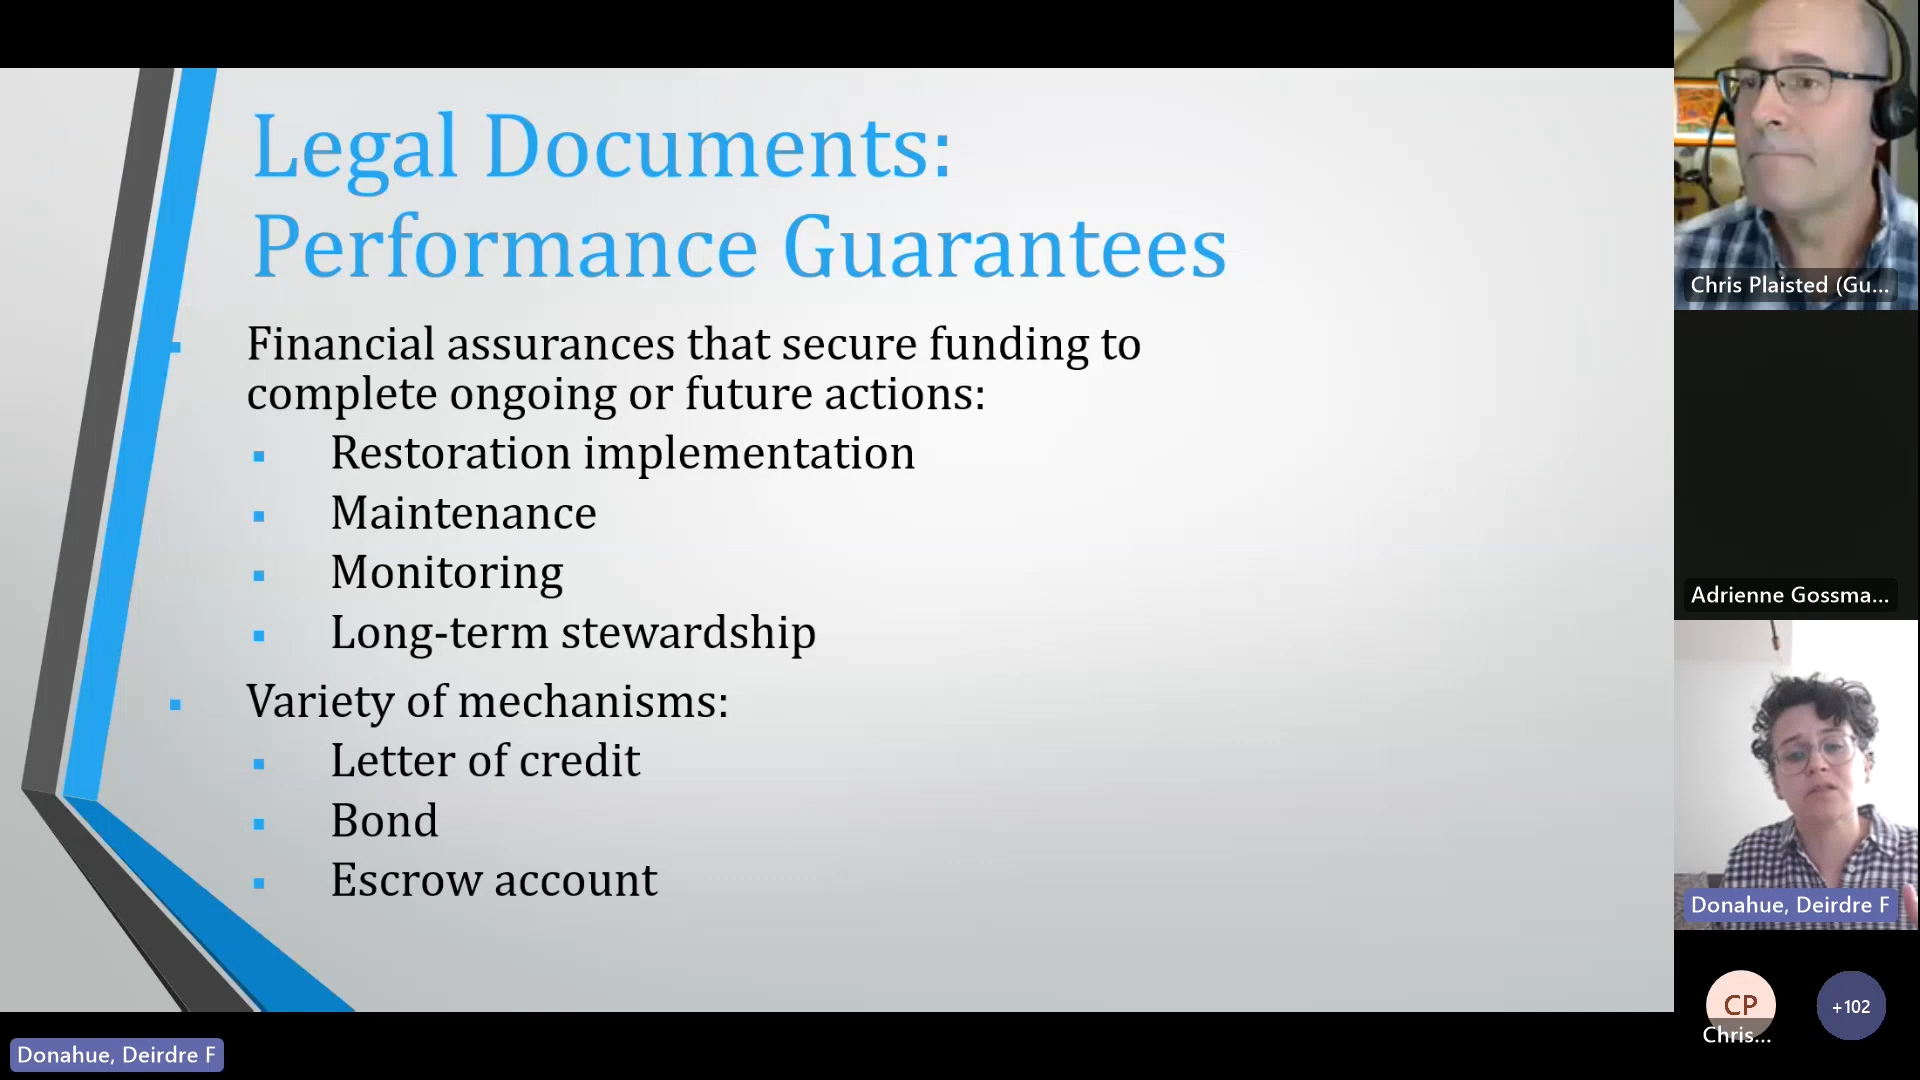 Legal Documents:
Performance Guarantees
Financial assurances that secure funding to
complete ongoing or future actions:
Restoration implementation
Maintenance
Monitoring
Long-term stewardship
Variety of mechanisms:
Letter of credit
Bond
Escrow account
Chris Plaisted (Gu...
Adrienne Gossma...
Donahue, Deirdre F
CP
Chris...
+102
Donahue, Deirdre F